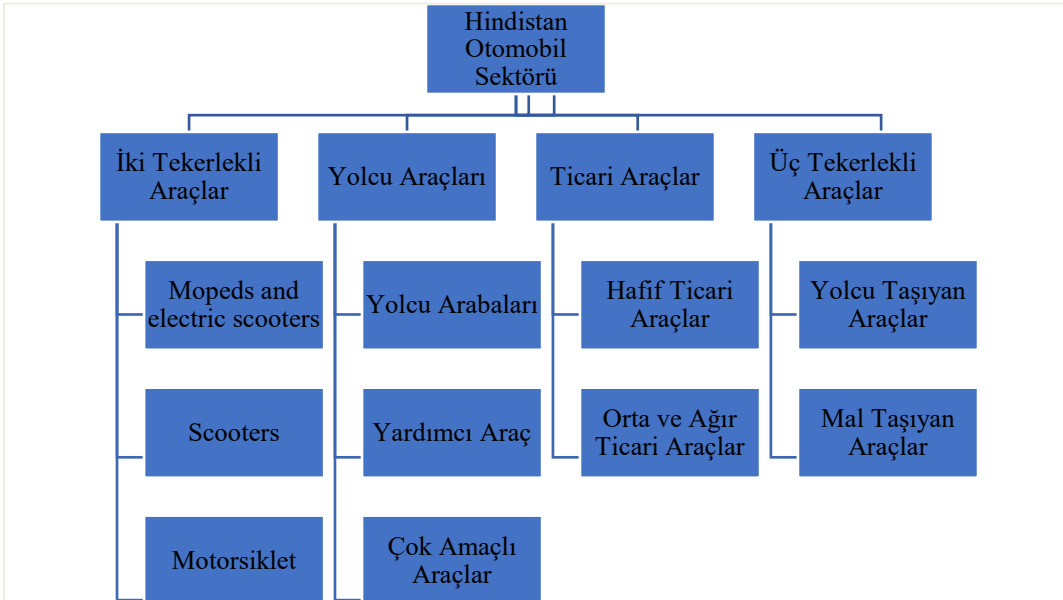 Hindistan
Otomobil
Sektörü
İki Tekerlekli
Araçlar
Yolcu Araçları
Ticari Araçlar
Üç Tekerlekli
Araçlar
Mopeds and
electric scooters
Yolcu Arabaları
Hafif Ticari
Araçlar
Yolcu Taşıyan
Araçlar
Scooters
Yardımcı Araç
Orta ve Ağır
Ticari Araçlar
Mal Taşıyan
Araçlar
Motorsiklet
Çok Amaçlı
Araçlar